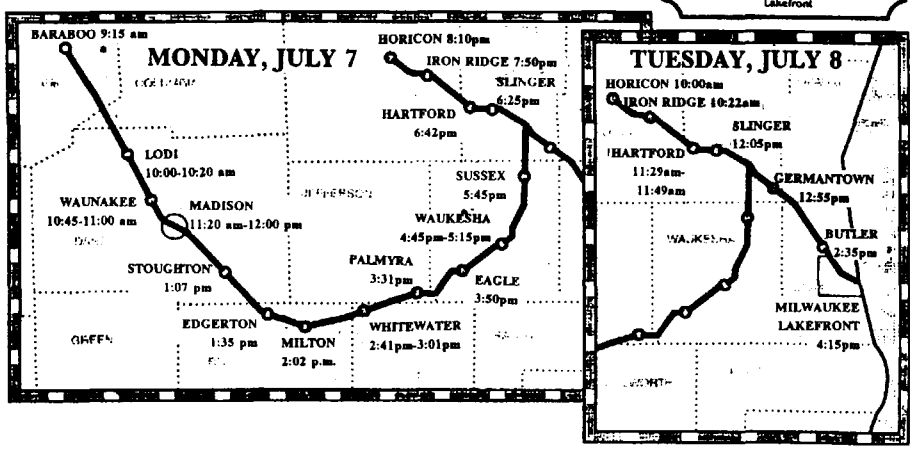 Lakefront
MONDAY, JULY 7
BARABOO 9:15 am
LODI
10:00-10:20 am
WAUNAKEE
10:45-11:00 am
MADISON
11:20 am-12:00 pm
STOUGHTON
1:07 pm
EDGERTON
1:35 pm
MILTON
2:02 p.m.
WHITEWATER
2:41pm-3:01pm
PALMYRA
3:31pm
EAGLE
3:50pm
WAUKESHA
4:45pm-5:15pm
SUSSEX
5:45pm
SLINGER
6:25pm
HARTFORD
6:42pm
IRON RIDGE 7:50pm
HORICON 8:10pm
JEFFERSON
GREEN
TUESDAY, JULY 8
HORICON 10:00am
IRON RIDGE 10:22am
HARTFORD
11:29am-
11:49am
SLINGER
12:05pm
GERMANTOWN
12:55pm
BUTLER
2:35pm
MILWAUKEE
LAKEFRONT
4:15pm
WAUKESHA